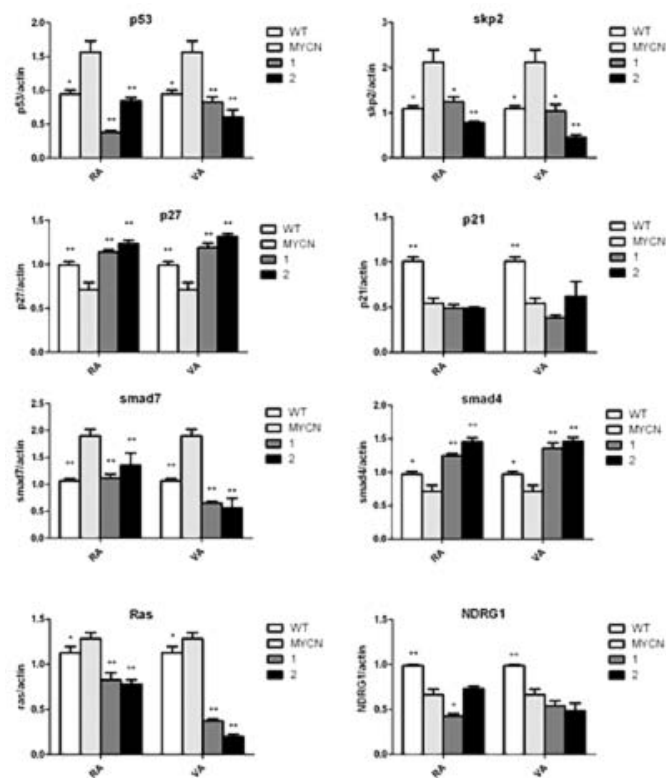 p53
p53/actin
2.0
1.5
1.0
0.5
0.0
*
**
**
*
**
**
RA
VA
WT
MYCN
1
2
skp2
skp2/actin
3
2
1
0
*
*
**
*
*
**
RA
VA
WT
MYCN
1
2
p27
p27/actin
1.5
1.0
0.5
0.0
**
**
**
**
**
**
RA
VA
WT
MYCN
1
2
p21
p21/actin
1.5
1.0
0.5
0.0
**
**
RA
VA
WT
MYCN
1
2
smad7
smad7/actin
2.5
2.0
1.5
1.0
0.5
0.0
**
**
**
**
**
**
RA
VA
WT
MYCN
1
2
smad4
smad4/actin
2.0
1.5
1.0
0.5
0.0
*
**
**
*
**
**
RA
VA
WT
MYCN
1
2
Ras
ras/actin
1.5
1.0
0.5
0.0
*
**
**
*
**
**
RA
VA
WT
MYCN
1
2
NDRG1
NDRG1/actin
1.5
1.0
0.5
0.0
**
*
**
RA
VA
WT
MYCN
1
2